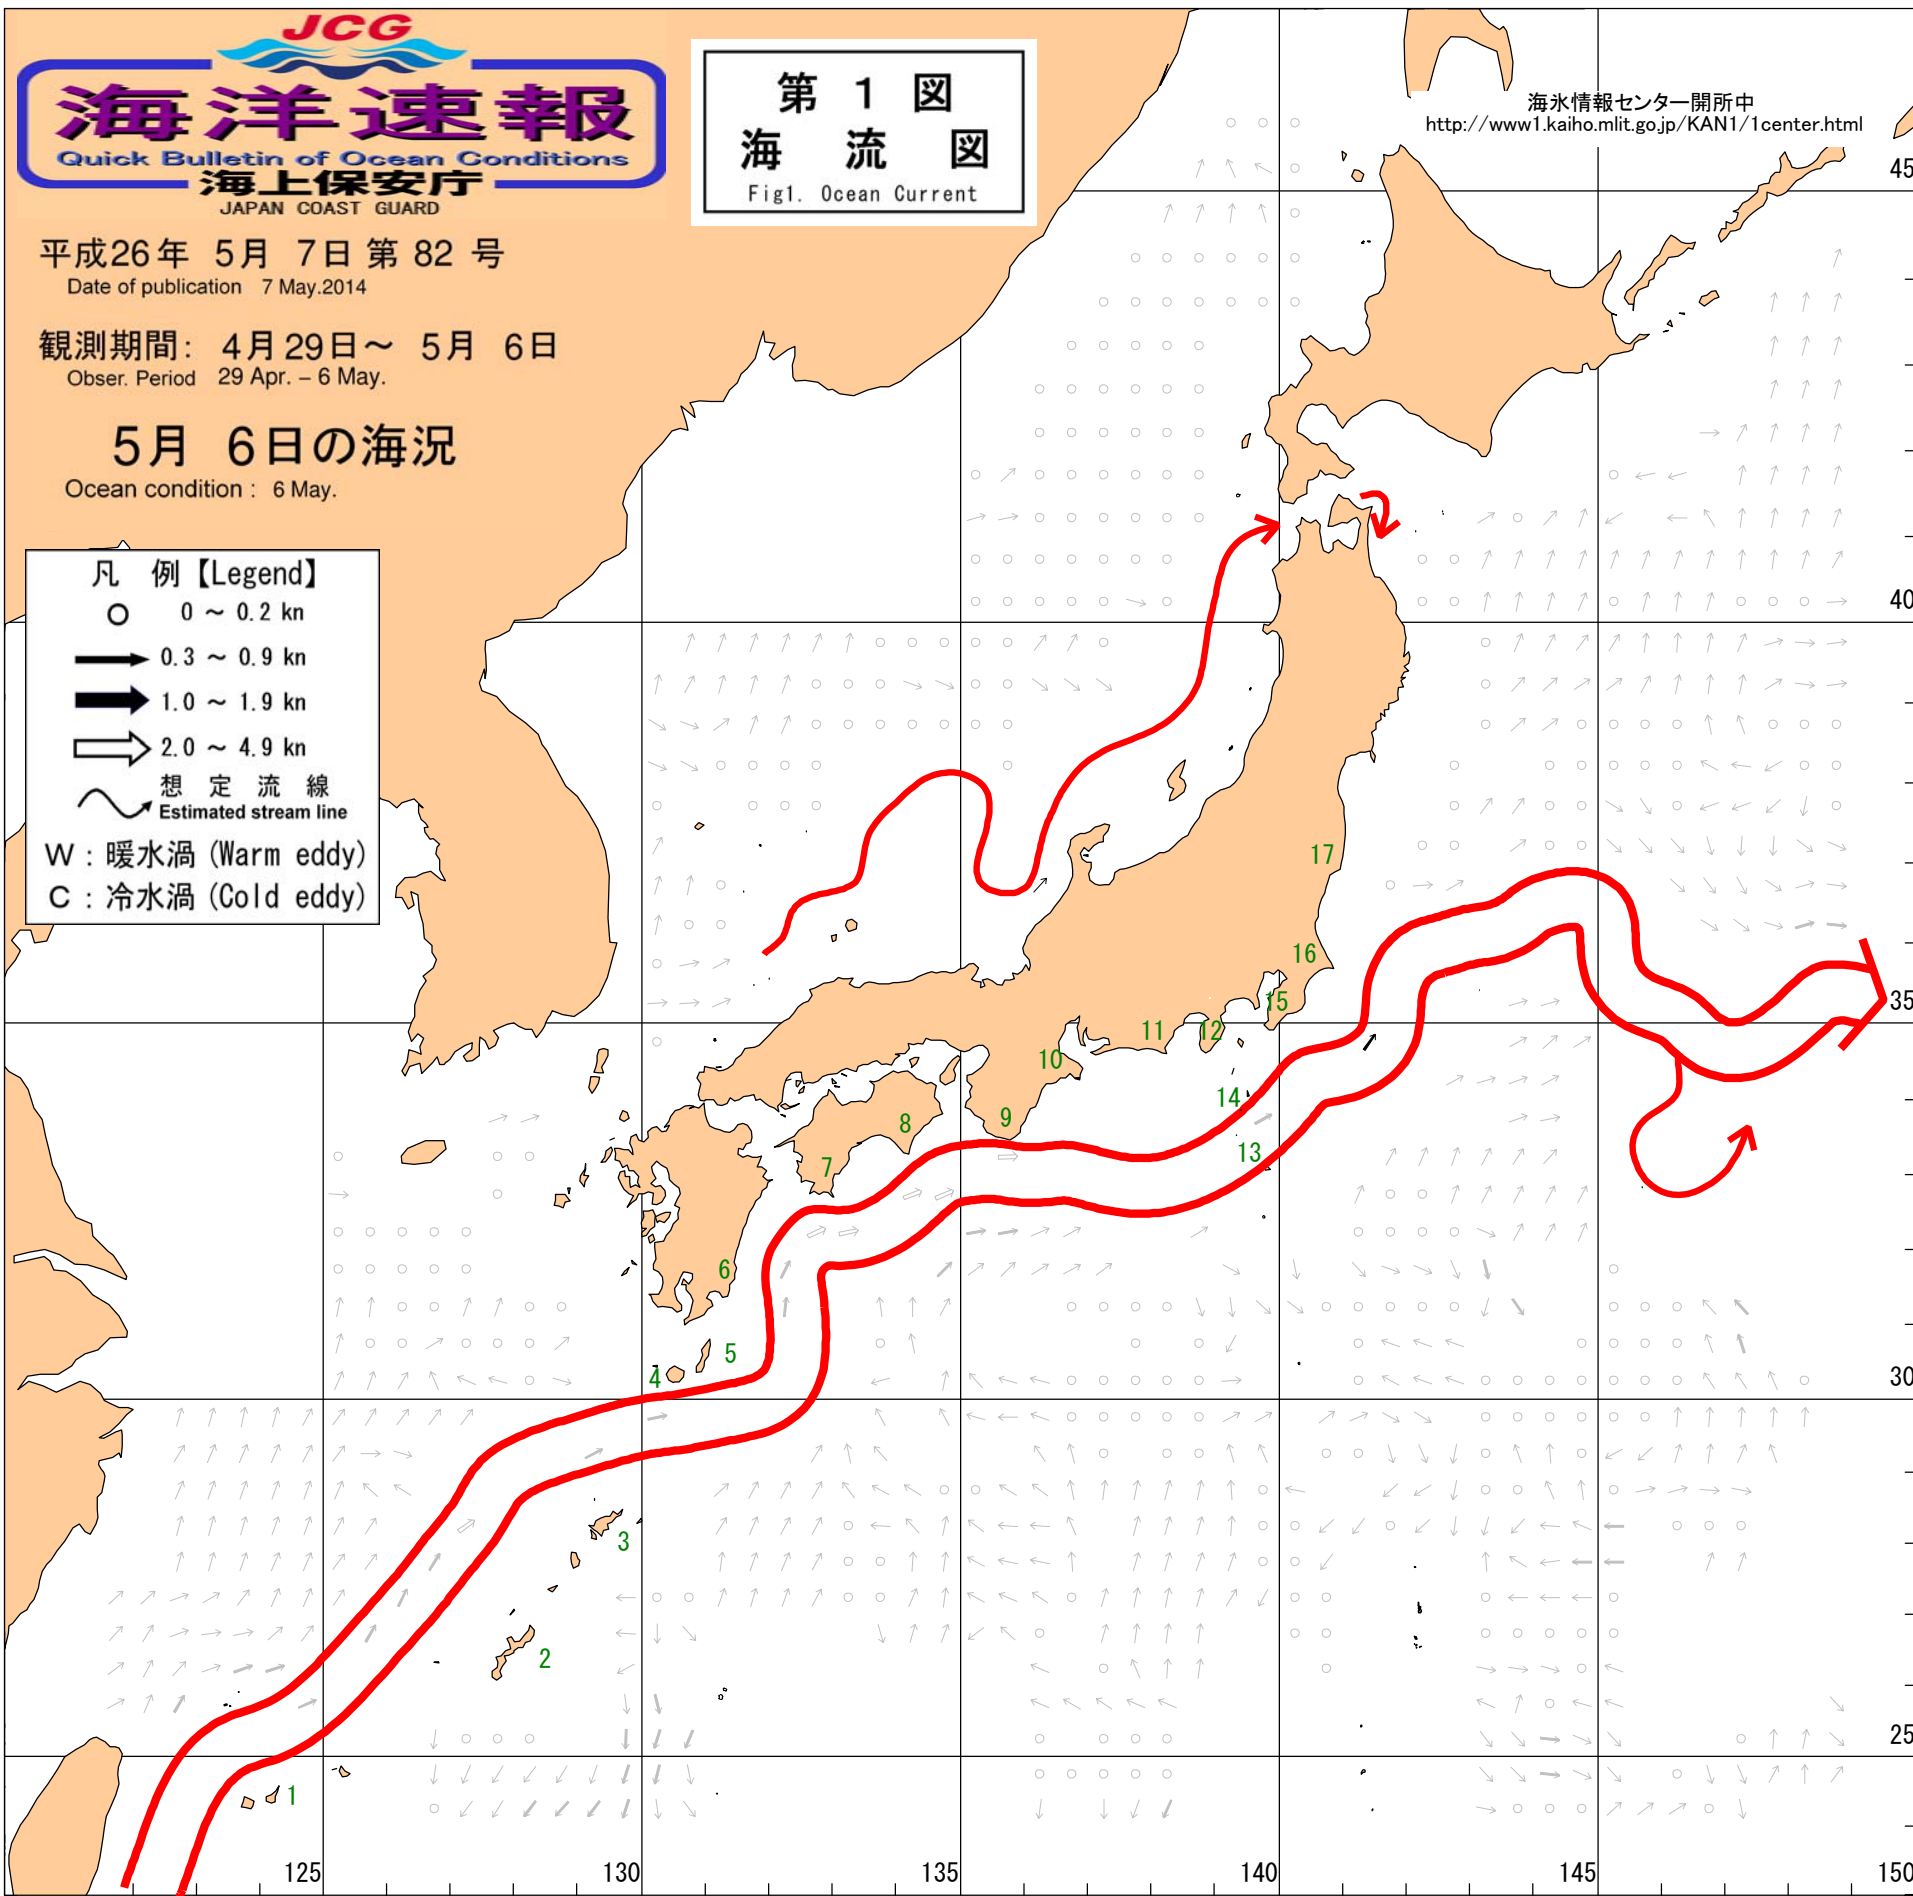 JCG
海洋速報
Quick Bulletin of Ocean Conditions
海上保安庁
JAPAN COAST GUARD
第 1 図
海 流 図
Fig1. Ocean Current
海氷情報センター開所中
http://www1.kaiho.mlit.go.jp/KAN1/1center.html
平成26年 5月 7日 第 82 号
Date of publication 7 May.2014
観測期間: 4月29日～ 5月 6日
Obser. Period 29 Apr. – 6 May.
5月 6日の海況
Ocean condition : 6 May.
凡 例【Legend】
0 ～ 0.2 kn
0.3 ～ 0.9 kn
1.0 ～ 1.9 kn
2.0 ～ 4.9 kn
想 定 流 線
Estimated stream line
W : 暖水渦 (Warm eddy)
C : 冷水渦 (Cold eddy)
45
40
17
16
15
35
11
12
10
14
9
8
13
7
6
5
4
30
3
2
25
1
125
130
135
140
145
150